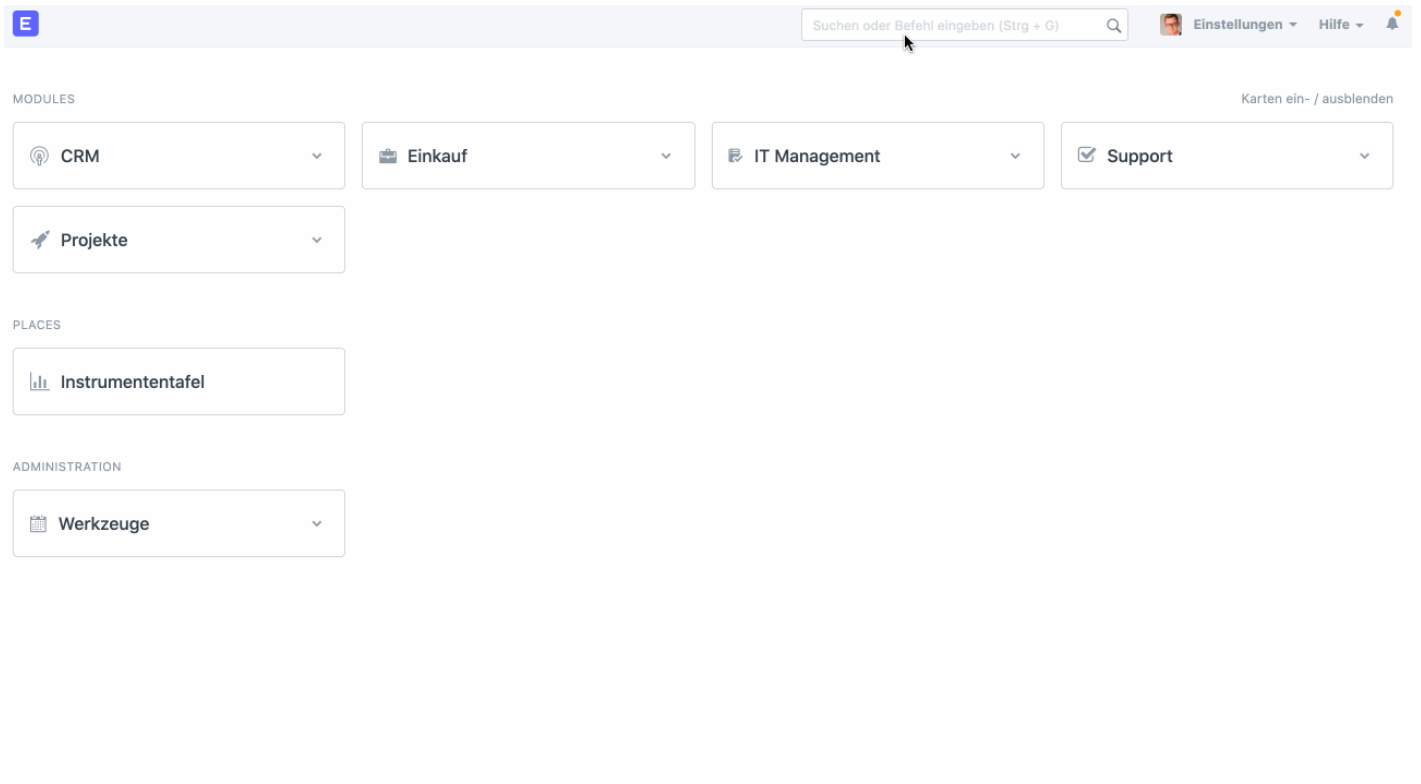 E
Suchen oder Befehl eingeben (Strg + G)
Einstellungen
Hilfe
MODULES
Karten ein- / ausblenden
CRM
Einkauf
IT Management
Support
Projekte
PLACES
Instrumententafel
ADMINISTRATION
Werkzeuge